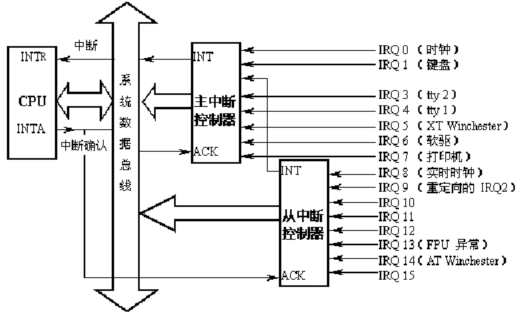 INTR
中断
CPU
INTA
中断确认
系统数据总线
INT
主中断
控制器
ACK
IRQ 0 （时钟）
IRQ 1 （键盘）
IRQ 3 （ tty 2）
IRQ 4 （ tty 1）
IRQ 5 （ XT Winchester）
IRQ 6 （软驱）
IRQ 7 （打印机）
INT
从中断
控制器
ACK
IRQ 8 （实时时钟）
IRQ 9 （重定向的 IRQ2）
IRQ 10
IRQ 11
IRQ 12
IRQ 13（ FPU 异常）
IRQ 14（ AT Winchester）
IRQ 15